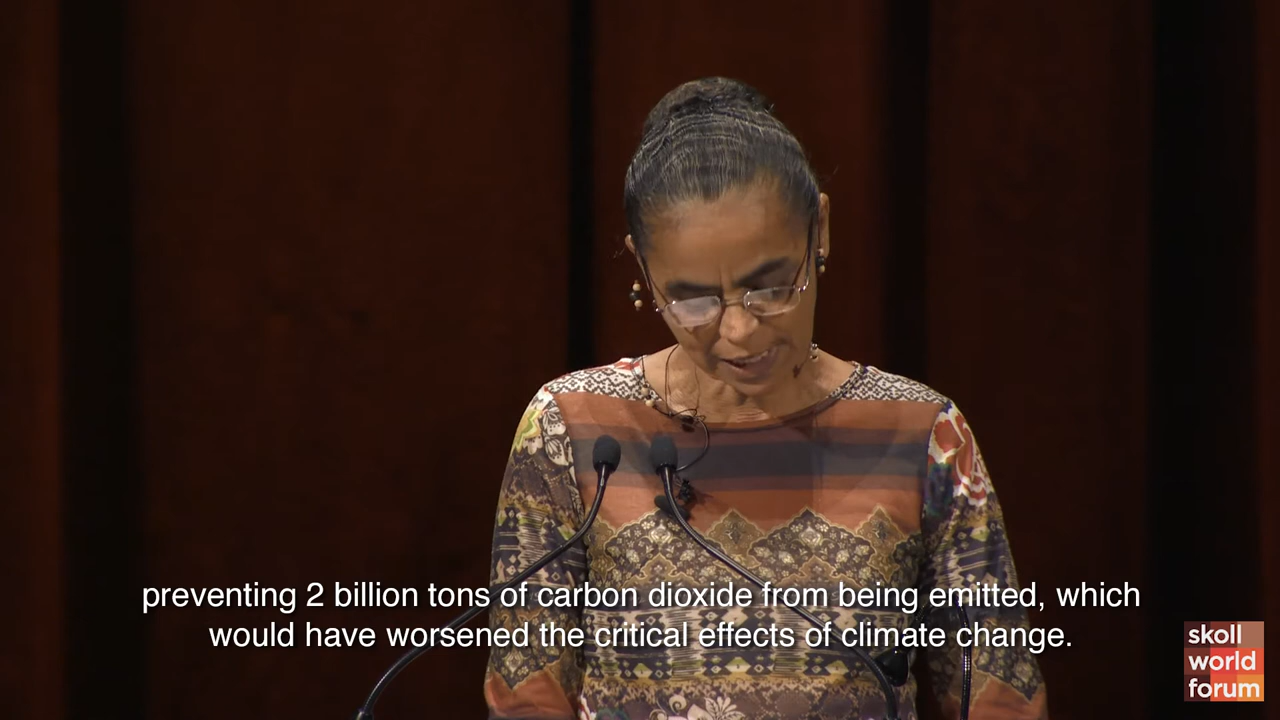 preventing 2 billion tons of carbon dioxide from being emitted, which
would have worsened the critical effects of climate change.
skoll
world
forum